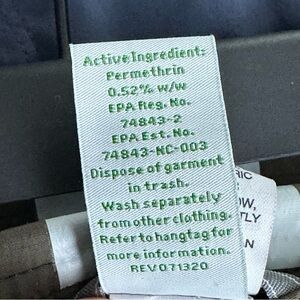 Active Ingredient:
Permethrin
0.52% w/w
EPA Reg. No.
74843-2
EPA Est. No.
74843-NC-003
Dispose of garment
in trash.
Wash separately
from other clothing.
Refer to hangtag for
more information.
REV071320